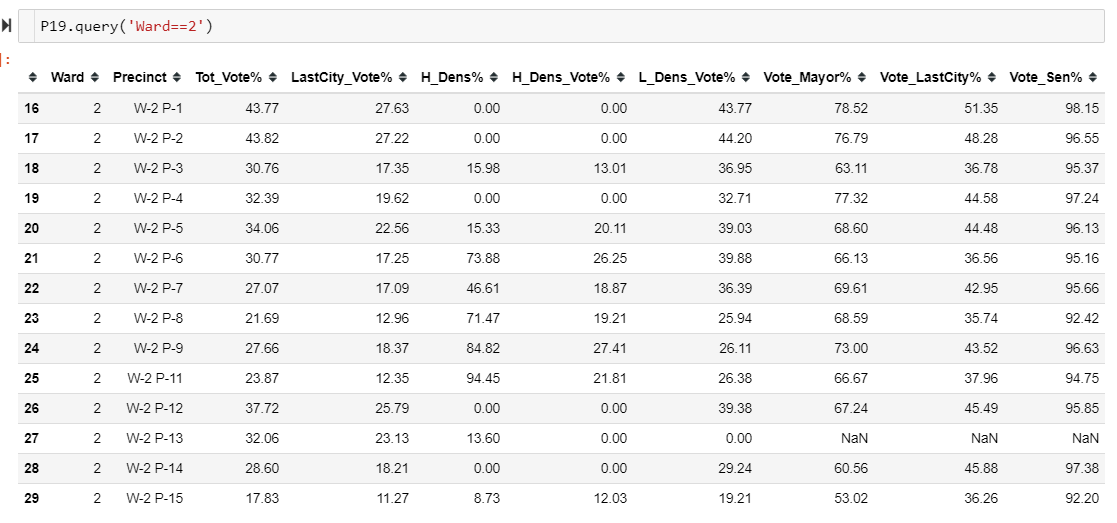 P19.query('Ward==2')
Ward Precinct Tot_Vote% LastCity_Vote% H_Dens% H_Dens_Vote% L_Dens_Vote% Vote_Mayor% Vote_LastCity% Vote_Sen%
16 2 W-2 P-1 43.77 27.63 0.00 0.00 43.77 78.52 51.35 98.15
17 2 W-2 P-2 43.82 27.22 0.00 0.00 44.20 76.79 48.28 96.55
18 2 W-2 P-3 30.76 17.35 15.98 13.01 36.95 63.11 36.78 95.37
19 2 W-2 P-4 32.39 19.62 0.00 0.00 32.71 77.32 44.58 97.24
20 2 W-2 P-5 34.06 22.56 15.33 20.11 39.03 68.60 44.48 96.13
21 2 W-2 P-6 30.77 17.25 73.88 26.25 39.88 66.13 36.56 95.16
22 2 W-2 P-7 27.07 17.09 46.61 18.87 36.39 69.61 42.95 95.66
23 2 W-2 P-8 21.69 12.96 71.47 19.21 25.94 68.59 35.74 92.42
24 2 W-2 P-9 27.66 18.37 84.82 27.41 26.11 73.00 43.52 96.63
25 2 W-2 P-11 23.87 12.35 94.45 21.81 26.38 66.67 37.96 94.75
26 2 W-2 P-12 37.72 25.79 0.00 0.00 39.38 67.24 45.49 95.85
27 2 W-2 P-13 32.06 23.13 13.60 0.00 0.00 NaN NaN NaN
28 2 W-2 P-14 28.60 18.21 0.00 0.00 29.24 60.56 45.88 97.38
29 2 W-2 P-15 17.83 11.27 8.73 12.03 19.21 53.02 36.26 92.20